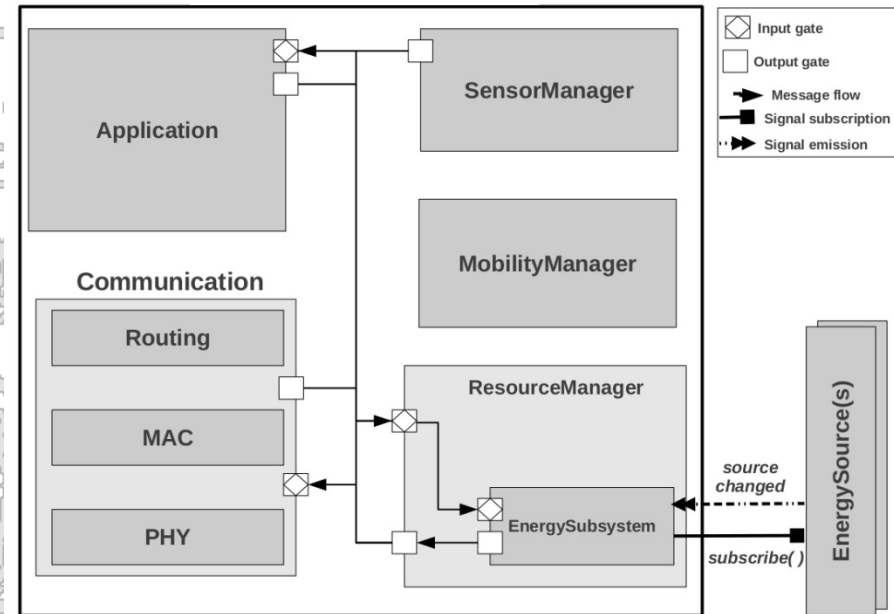 Input gate
Output gate
Message flow
Signal subscription
Signal emission
Application
SensorManager
MobilityManager
Communication
Routing
MAC
PHY
ResourceManager
EnergySubsystem
source
changed
subscribe( )
EnergySource(s)